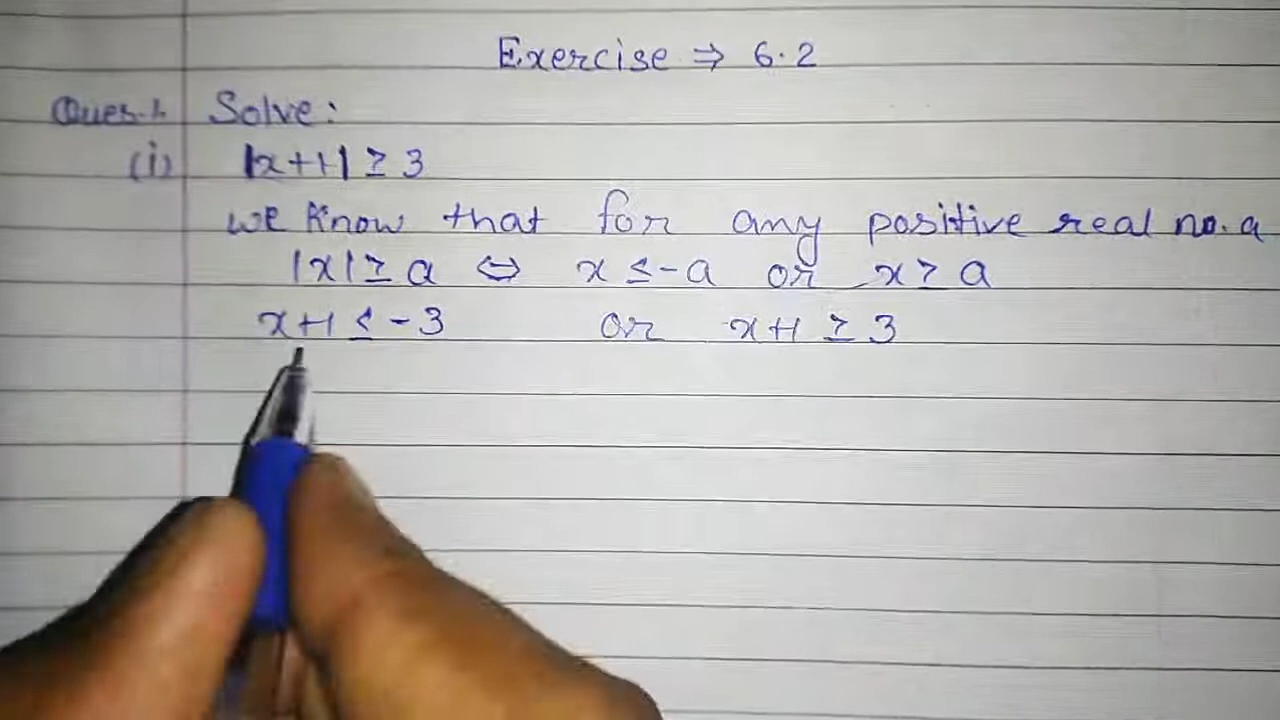 Exercise ⇒ 6.2
Ques.1. Solve:
(i) |x+1| ≥ 3
we know that for any positive real no. a
|x| ≥ a ⇔ x ≤ -a or x ≥ a
x+1 ≤ -3 or x+1 ≥ 3